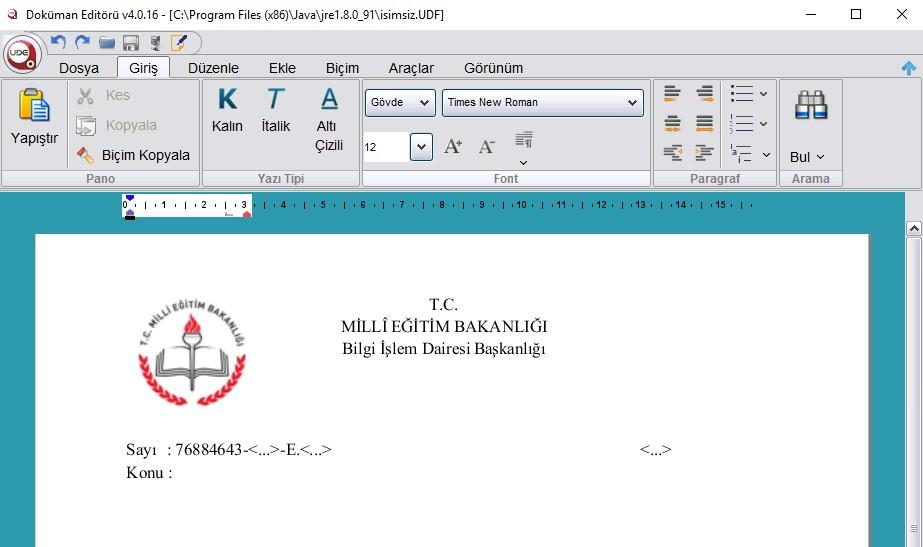 Doküman Editörü v4.0.16 - [C:\Program Files (x86)\Java\jre1.8.0_91\isimsiz.UDF]
UDE
Dosya Giriş Düzenle Ekle Biçim Araçlar Görünüm
Yapıştır
Kes
Kopyala
Biçim Kopyala
Pano
K T A
Kalın İtalik Altı Çizili
Yazı Tipi
Gövde Times New Roman
12 A+ A-
Font
Paragraf
Bul
Arama
0 1 2 3 4 5 6 7 8 9 10 11 12 13 14 15
T.C. MİLLİ EĞİTİM BAKANLIĞI
T.C.
MİLLÎ EĞİTİM BAKANLIĞI
Bilgi İşlem Dairesi Başkanlığı
Sayı : 76884643-<...>-E.<...> <...>
Konu :